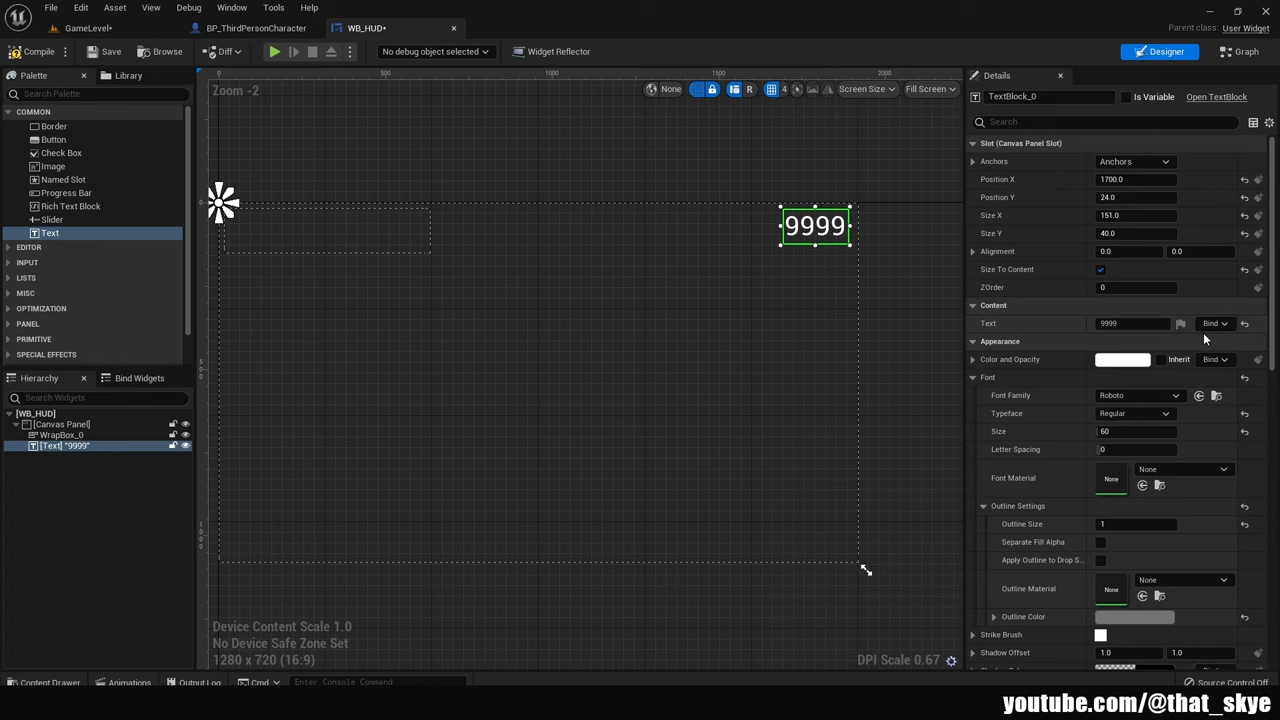 File Edit Asset View Debug Window Tools Help
GameLevel• BP_ThirdPersonCharacter WB_HUD•
Parent class: User Widget
Compile Save Browse Diff No debug object selected Widget Reflector Designer Graph
Palette Library
Search Palette
COMMON
Border
Button
Check Box
Image
Named Slot
Progress Bar
Rich Text Block
Slider
Text
EDITOR
INPUT
LISTS
MISC
OPTIMIZATION
PANEL
PRIMITIVE
SPECIAL EFFECTS
Hierarchy Bind Widgets
Search Widgets
[WB_HUD]
[Canvas Panel]
WrapBox_0
[Text] "9999"
0 500 1000 1500 2000
Zoom -2
None R 4 Screen Size Fill Screen
0
9999
500
1000
Device Content Scale 1.0
No Device Safe Zone Set
1280 x 720 (16:9)
DPI Scale 0.67
Details
TextBlock_0 Is Variable Open TextBlock
Search
Slot (Canvas Panel Slot)
Anchors Anchors
Position X 1700.0
Position Y 24.0
Size X 151.0
Size Y 40.0
Alignment 0.0 0.0
Size To Content
ZOrder 0
Content
Text 9999 Bind
Appearance
Color and Opacity Inherit Bind
Font
Font Family Roboto
Typeface Regular
Size 60
Letter Spacing 0
Font Material None None
Outline Settings
Outline Size 1
Separate Fill Alpha
Apply Outline to Drop S...
Outline Material None None
Outline Color
Strike Brush
Shadow Offset 1.0 1.0
Content Drawer Animations Output Log Cmd Enter Console Command Source Control Off
youtube.com/@that_skye